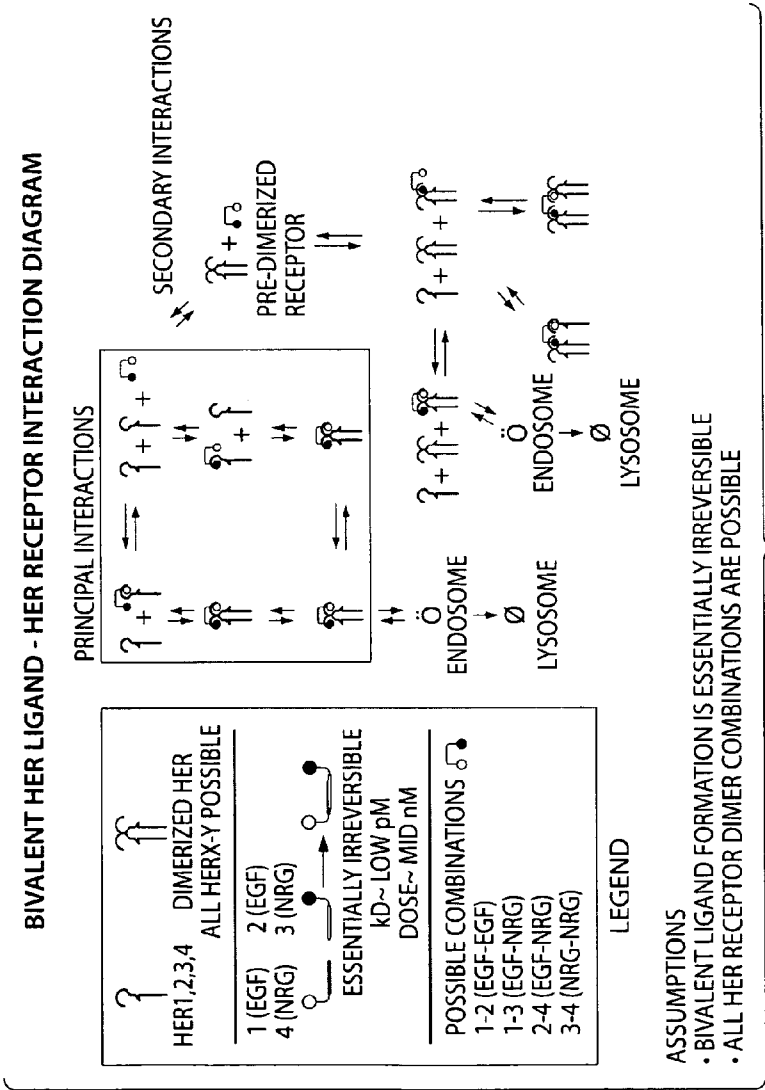 BIVALENT HER LIGAND - HER RECEPTOR INTERACTION DIAGRAM
HER1,2,3,4
DIMERIZED HER
ALL HERX-Y POSSIBLE
1 (EGF) 2 (EGF)
4 (NRG) 3 (NRG)
ESSENTIALLY IRREVERSIBLE
kD~ LOW pM
DOSE~ MID nM
POSSIBLE COMBINATIONS
1-2 (EGF-EGF)
1-3 (EGF-NRG)
2-4 (EGF-NRG)
3-4 (NRG-NRG)
LEGEND
PRINCIPAL INTERACTIONS
+
+ +
+
ENDOSOME
Ø
LYSOSOME
SECONDARY INTERACTIONS
+
PRE-DIMERIZED
RECEPTOR
+ +
+ +
ENDOSOME
Ø
LYSOSOME
ASSUMPTIONS
• BIVALENT LIGAND FORMATION IS ESSENTIALLY IRREVERSIBLE
• ALL HER RECEPTOR DIMER COMBINATIONS ARE POSSIBLE